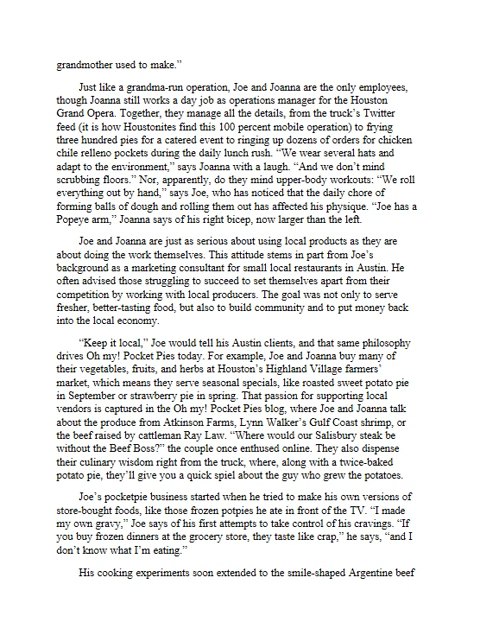 grandmother used to make.”
Just like a grandma-run operation, Joe and Joanna are the only employees,
though Joanna still works a day job as operations manager for the Houston
Grand Opera. Together, they manage all the details, from the truck’s Twitter
feed (it is how Houstonites find this 100 percent mobile operation) to frying
three hundred pies for a catered event to ringing up dozens of orders for chicken
chile relleno pockets during the daily lunch rush. “We wear several hats and
adapt to the environment,” says Joanna with a laugh. “And we don’t mind
scrubbing floors.” Nor, apparently, do they mind upper-body workouts: “We roll
everything out by hand,” says Joe, who has noticed that the daily chore of
forming balls of dough and rolling them out has affected his physique. “Joe has a
Popeye arm,” Joanna says of his right bicep, now larger than the left.
Joe and Joanna are just as serious about using local products as they are
about doing the work themselves. This attitude stems in part from Joe’s
background as a marketing consultant for small local restaurants in Austin. He
often advised those struggling to succeed to set themselves apart from their
competition by working with local producers. The goal was not only to serve
fresher, better-tasting food, but also to build community and to put money back
into the local economy.
“Keep it local,” Joe would tell his Austin clients, and that same philosophy
drives Oh my! Pocket Pies today. For example, Joe and Joanna buy many of
their vegetables, fruits, and herbs at Houston’s Highland Village farmers’
market, which means they serve seasonal specials, like roasted sweet potato pie
in September or strawberry pie in spring. That passion for supporting local
vendors is captured in the Oh my! Pocket Pies blog, where Joe and Joanna talk
about the produce from Atkinson Farms, Lynn Walker’s Gulf Coast shrimp, or
the beef raised by cattleman Ray Law. “Where would our Salisbury steak be
without the Beef Boss?” the couple once enthused online. They also dispense
their culinary wisdom right from the truck, where, along with a twice-baked
potato pie, they’ll give you a quick spiel about the guy who grew the potatoes.
Joe’s pocketpie business started when he tried to make his own versions of
store-bought foods, like those frozen potpies he ate in front of the TV. “I made
my own gravy,” Joe says of his first attempts to take control of his cravings. “If
you buy frozen dinners at the grocery store, they taste like crap,” he says, “and I
don’t know what I’m eating.”
His cooking experiments soon extended to the smile-shaped Argentine beef